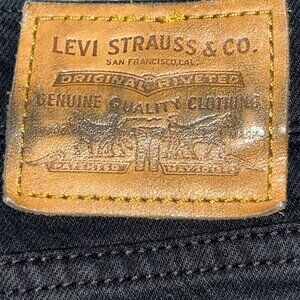 LEVI STRAUSS & CO.
SAN FRANCISCO, CAL.
ORIGINAL RIVETED
GENUINE QUALITY CLOTHING